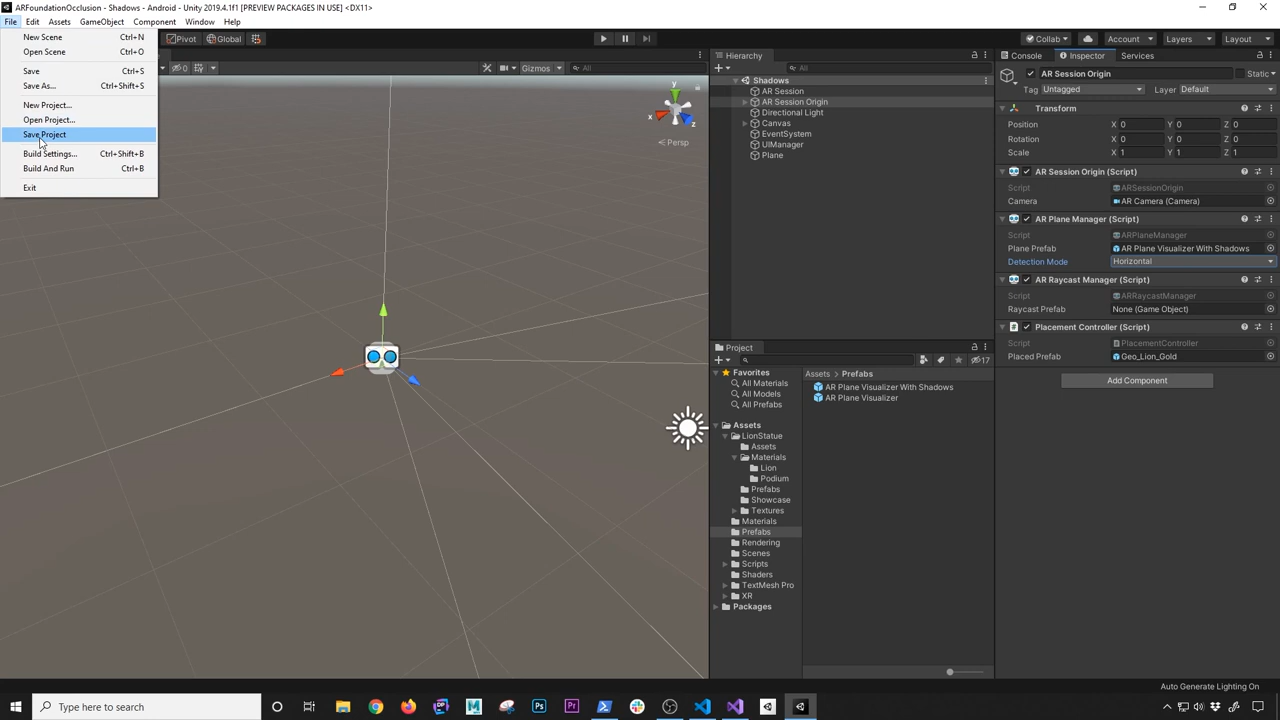 ARFoundationOcclusion - Shadows - Android - Unity 2019.4.1f1 [PREVIEW PACKAGES IN USE] <DX11>
File Edit Assets GameObject Component Window Help
New Scene Ctrl+N
Open Scene Ctrl+O
Save Ctrl+S
Save As... Ctrl+Shift+S
New Project...
Open Project...
Save Project
Build Settings... Ctrl+Shift+B
Build And Run Ctrl+B
Exit
Pivot Global
Collab Account Layers Layout
0 Gizmos All
y
x z
Persp
Hierarchy
All
Shadows
AR Session
AR Session Origin
Directional Light
Canvas
EventSystem
UIManager
Plane
Project
17
Favorites
All Materials
All Models
All Prefabs
Assets
LionStatue
Assets
Materials
Lion
Podium
Prefabs
Showcase
Textures
Materials
Prefabs
Rendering
Scenes
Scripts
Shaders
TextMesh Pro
XR
Packages
Assets Prefabs
AR Plane Visualizer With Shadows
AR Plane Visualizer
Console Inspector Services
AR Session Origin Static
Tag Untagged Layer Default
Transform
Position X 0 Y 0 Z 0
Rotation X 0 Y 0 Z 0
Scale X 1 Y 1 Z 1
AR Session Origin (Script)
Script ARSessionOrigin
Camera AR Camera (Camera)
AR Plane Manager (Script)
Script ARPlaneManager
Plane Prefab AR Plane Visualizer With Shadows
Detection Mode Horizontal
AR Raycast Manager (Script)
Script ARRaycastManager
Raycast Prefab None (Game Object)
Placement Controller (Script)
Script PlacementController
Placed Prefab Geo_Lion_Gold
Add Component
Auto Generate Lighting On
Type here to search
Ps
Pr
12:25 PM